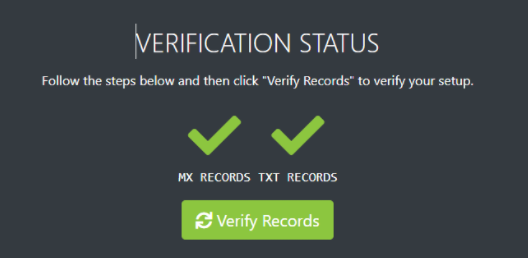 VERIFICATION STATUS
Follow the steps below and then click "Verify Records" to verify your setup.
MX RECORDS TXT RECORDS
Verify Records